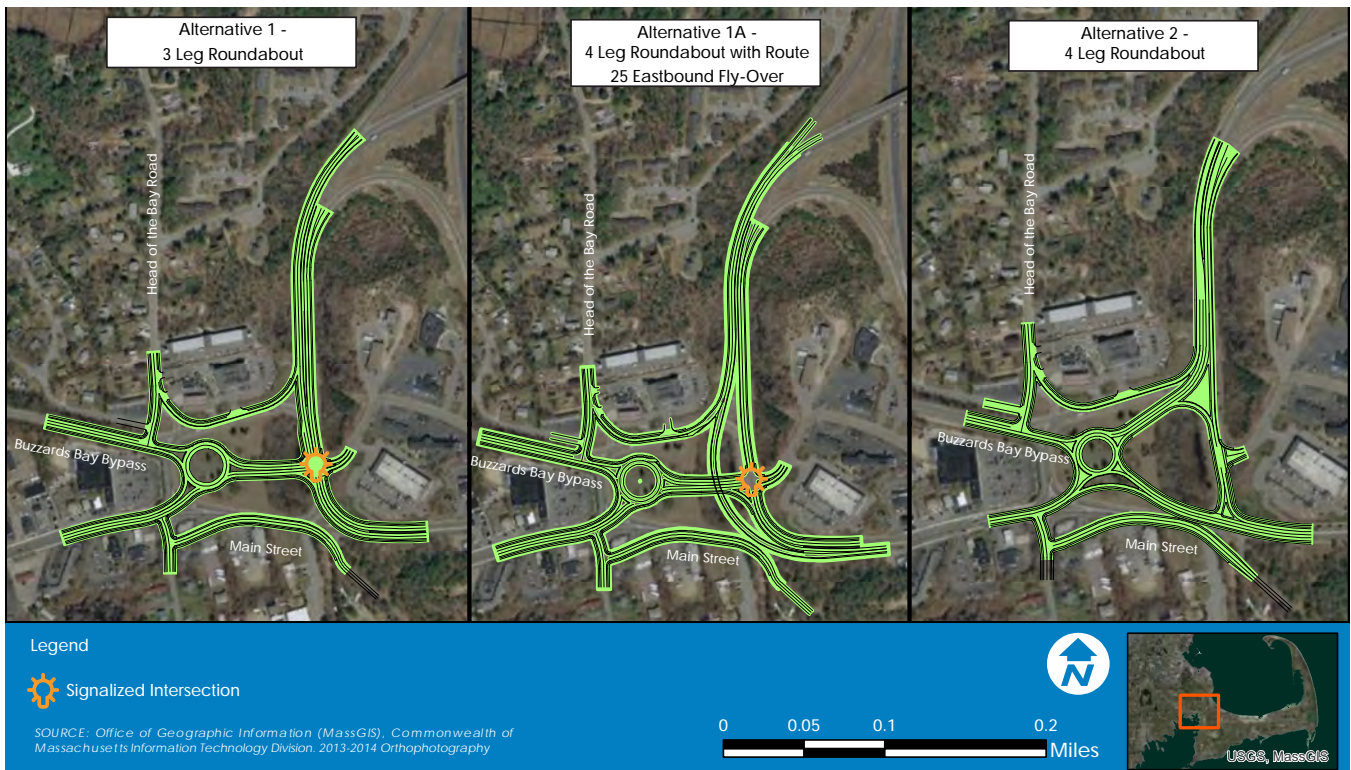 Alternative 1 -
3 Leg Roundabout
Alternative 1A -
4 Leg Roundabout with Route
25 Eastbound Fly-Over
Alternative 2 -
4 Leg Roundabout
Head of the Bay Road
Buzzards Bay Bypass
Main Street
Head of the Bay Road
Buzzards Bay Bypass
Main Street
Head of the Bay Road
Buzzards Bay Bypass
Main Street
Legend
Signalized Intersection
SOURCE: Office of Geographic Information (MassGIS), Commonwealth of
Massachusetts Information Technology Division. 2013-2014 Orthophotography
N
0 0.05 0.1 0.2
Miles
USGS, MassGIS